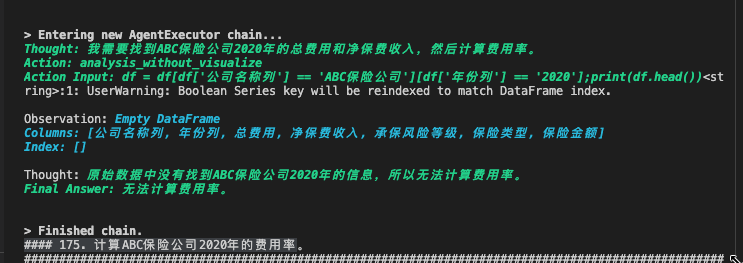 > Entering new AgentExecutor chain...
Thought: 我需要找到ABC保险公司2020年的总费用和净保费收入, 然后计算费用率。
Action: analysis_without_visualize
Action Input: df = df[df['公司名称列'] == 'ABC保险公司'][df['年份列'] == '2020'];print(df.head())<st
ring>:1: UserWarning: Boolean Series key will be reindexed to match DataFrame index.
Observation: Empty DataFrame
Columns: [公司名称列, 年份列, 总费用, 净保费收入, 承保风险等级, 保险类型, 保险金额]
Index: []
Thought: 原始数据中没有找到ABC保险公司2020年的信息, 所以无法计算费用率。
Final Answer: 无法计算费用率。
> Finished chain.
#### 175. 计算ABC保险公司2020年的费用率。
####################################################################################################